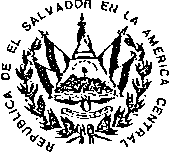 REPUBLICA DE EL SALVADOR EN LA AMERICA CENTRAL